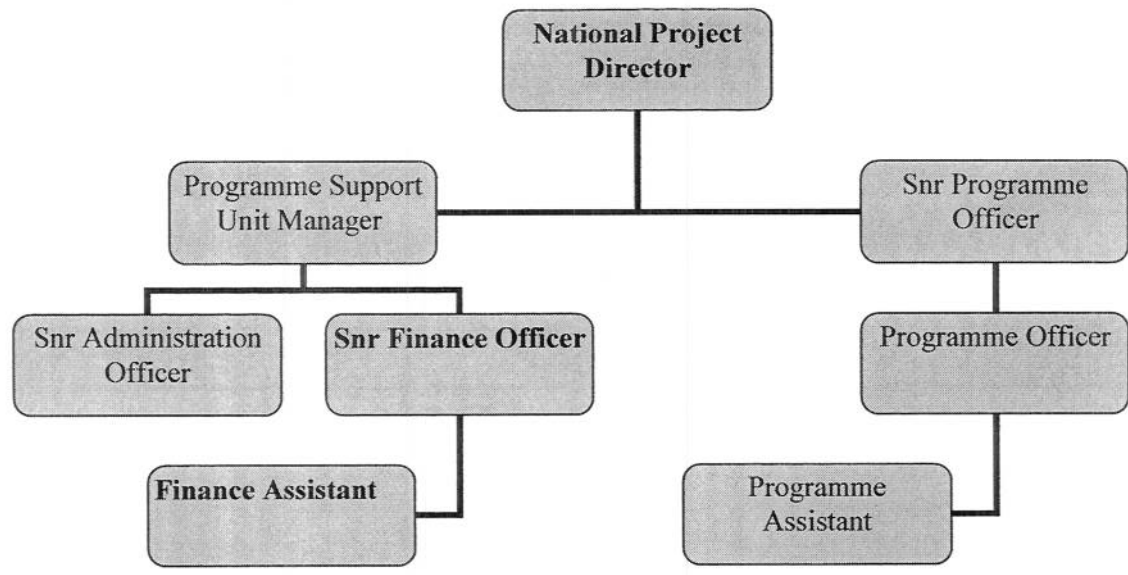 National Project
Director
Programme Support
Unit Manager
Snr Programme
Officer
Snr Administration
Officer
Snr Finance Officer
Programme Officer
Finance Assistant
Programme
Assistant